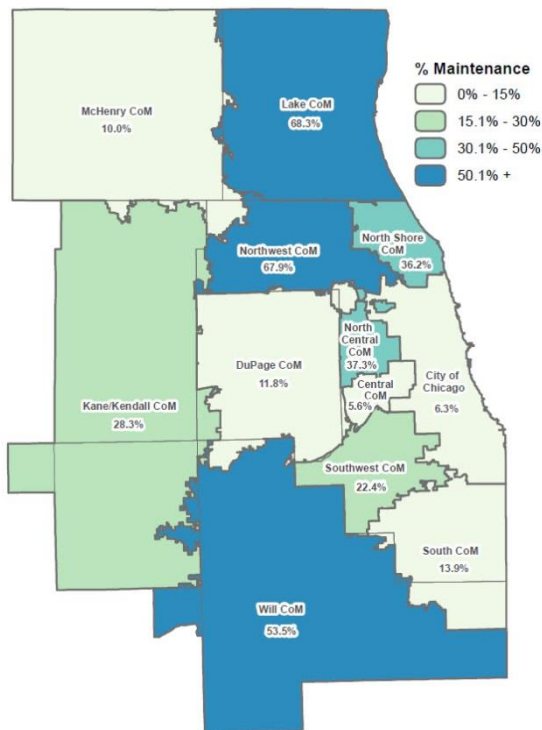 % Maintenance
0% - 15%
15.1% - 30%
30.1% - 50%
50.1% +
McHenry CoM
10.0%
Lake CoM
68.3%
Northwest CoM
67.9%
North Shore
CoM
36.2%
North
Central
CoM
37.3%
DuPage CoM
11.8%
Central
CoM
5.6%
City of
Chicago
6.3%
Kane/Kendall CoM
28.3%
Southwest CoM
22.4%
South CoM
13.9%
Will CoM
53.5%